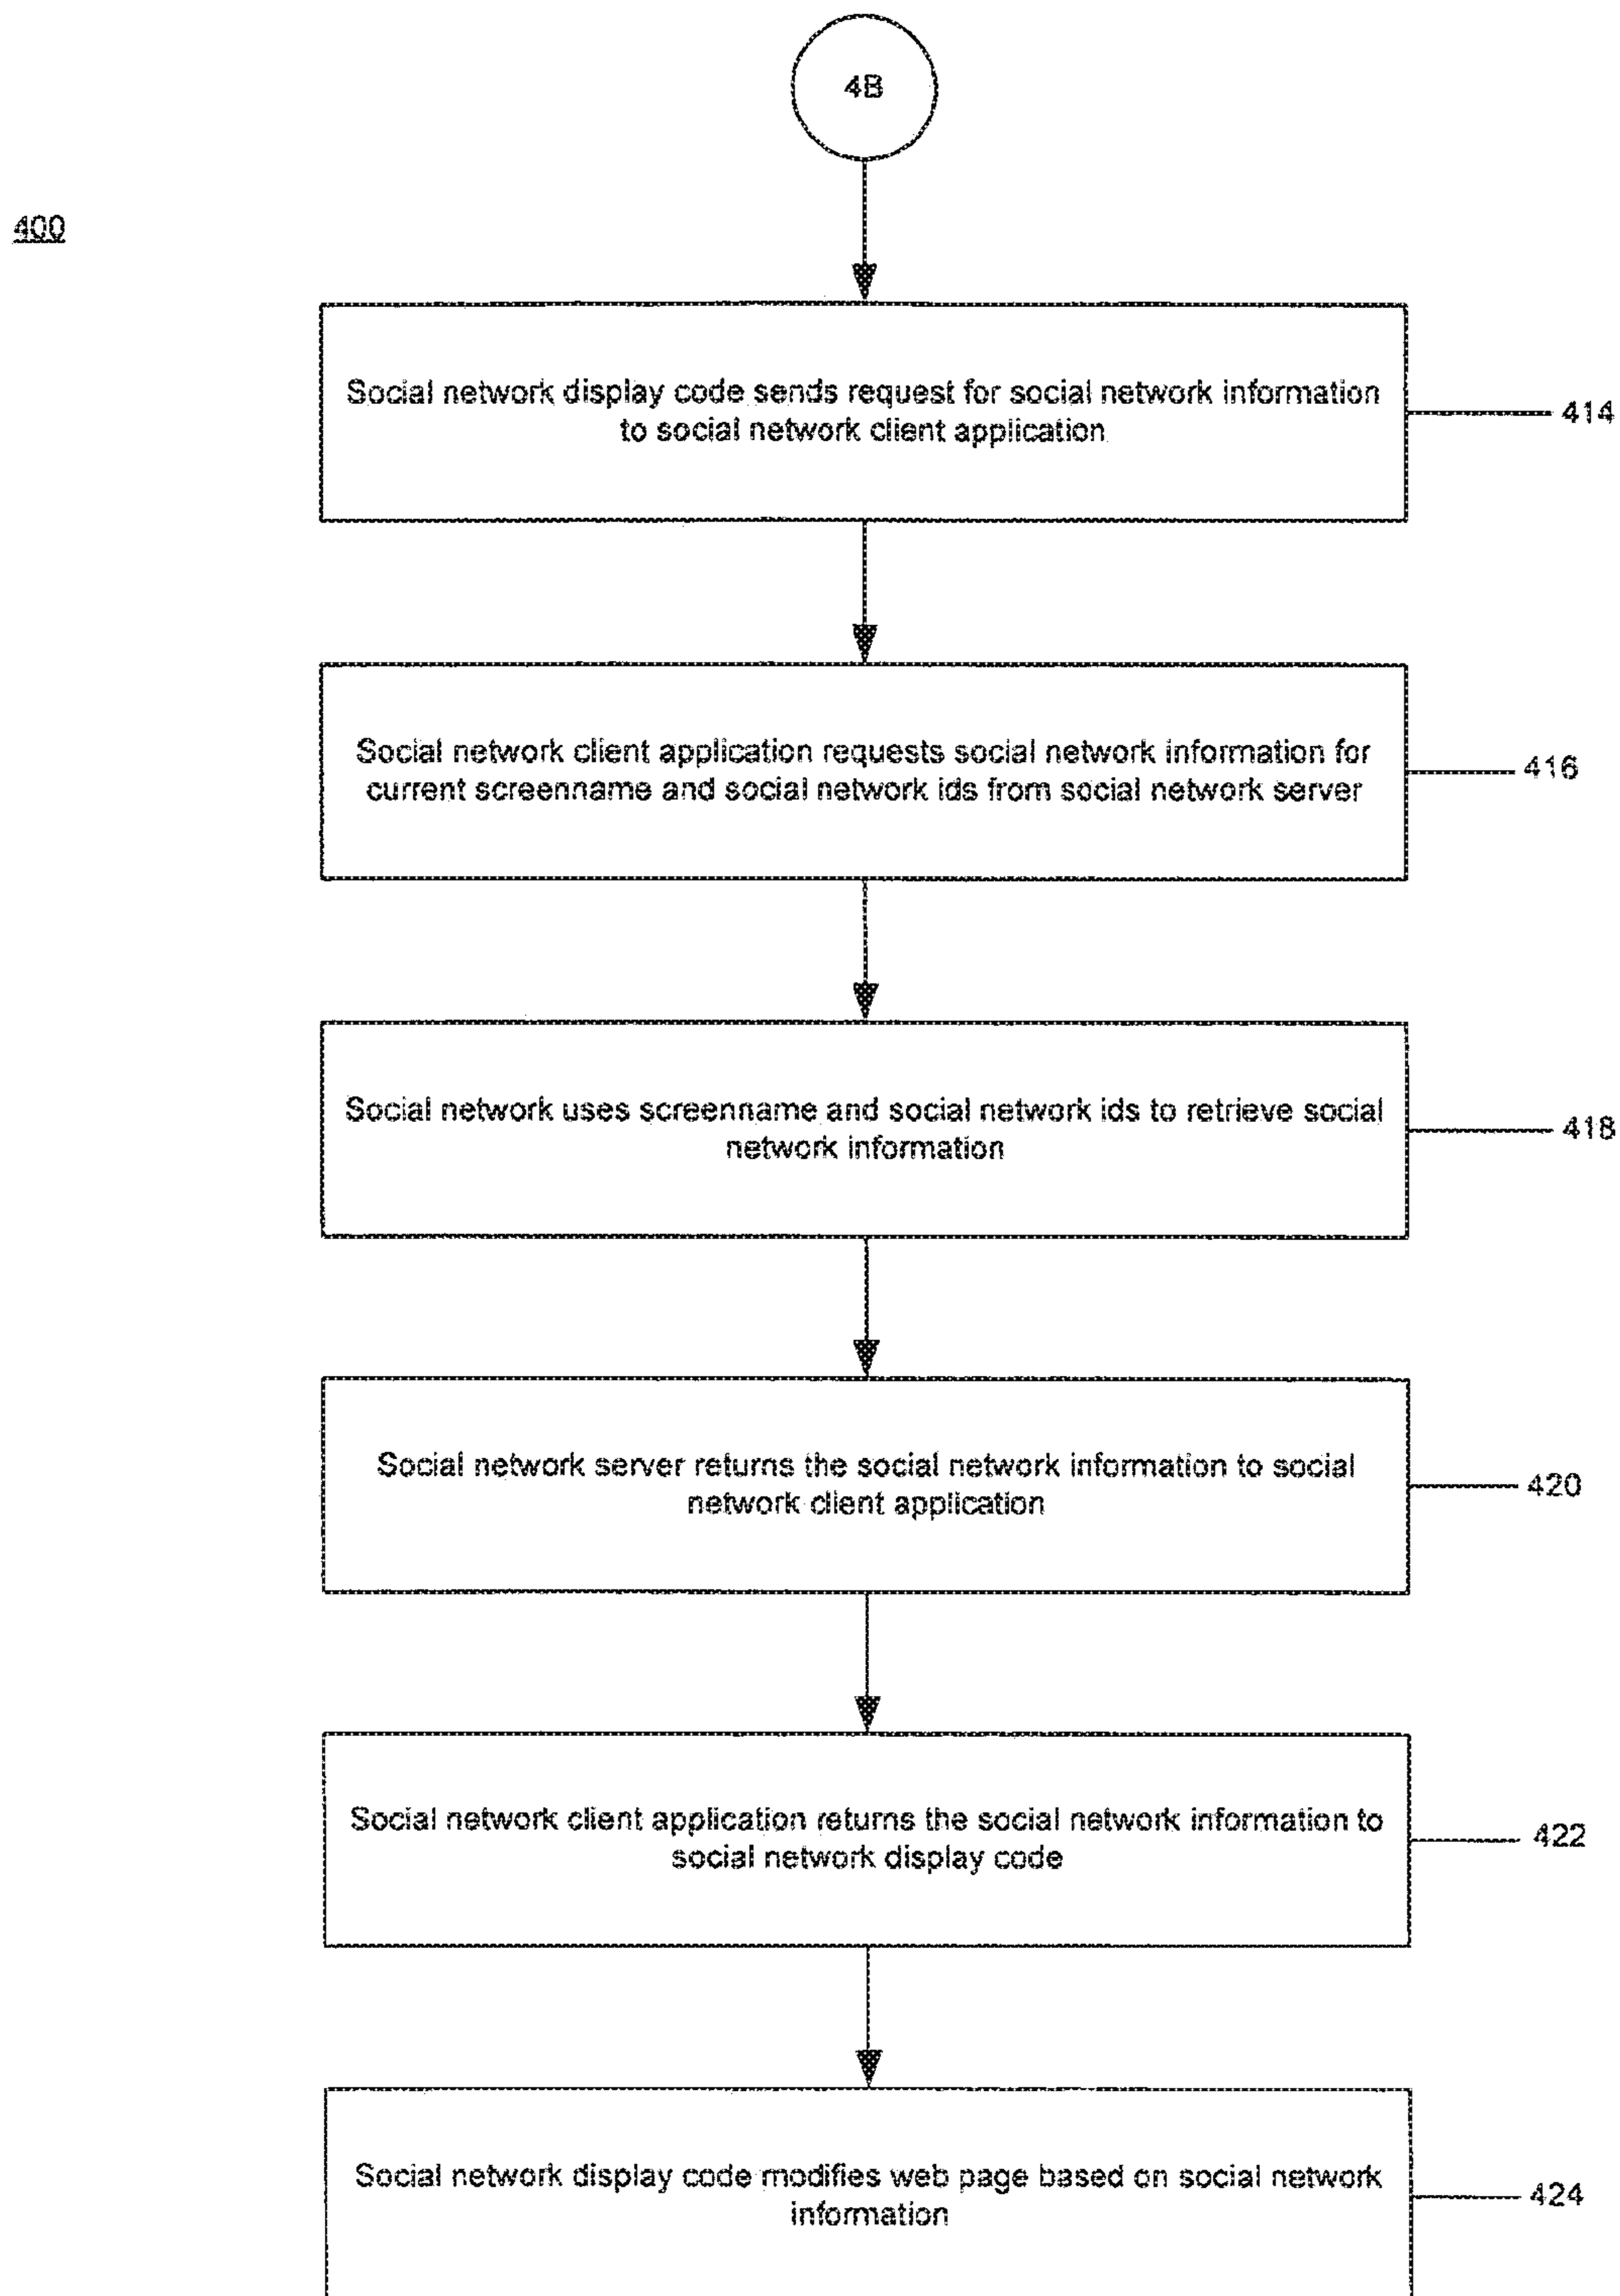 4B
400
Social network display code sends request for social network information
to social network client application
414
Social network client application requests social network information for
current screenname and social network ids from social network server
416
Social network uses screenname and social network ids to retrieve social
network information
418
Social network server returns the social network information to social
network client application
420
Social network client application returns the social network information to
social network display code
422
Social network display code modifies web page based on social network
information
424